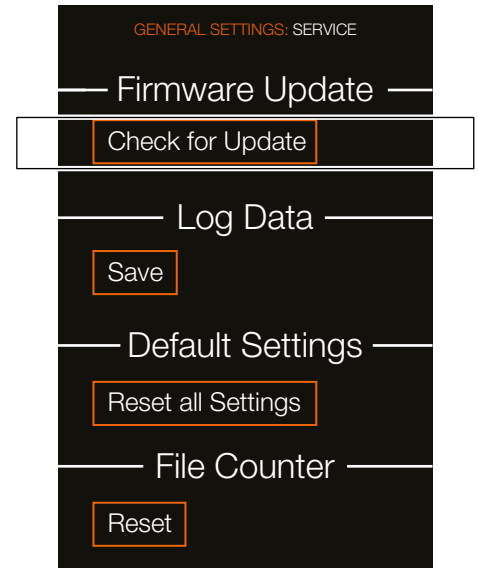 GENERAL SETTINGS: SERVICE
Firmware Update
Check for Update
Log Data
Save
Default Settings
Reset all Settings
File Counter
Reset